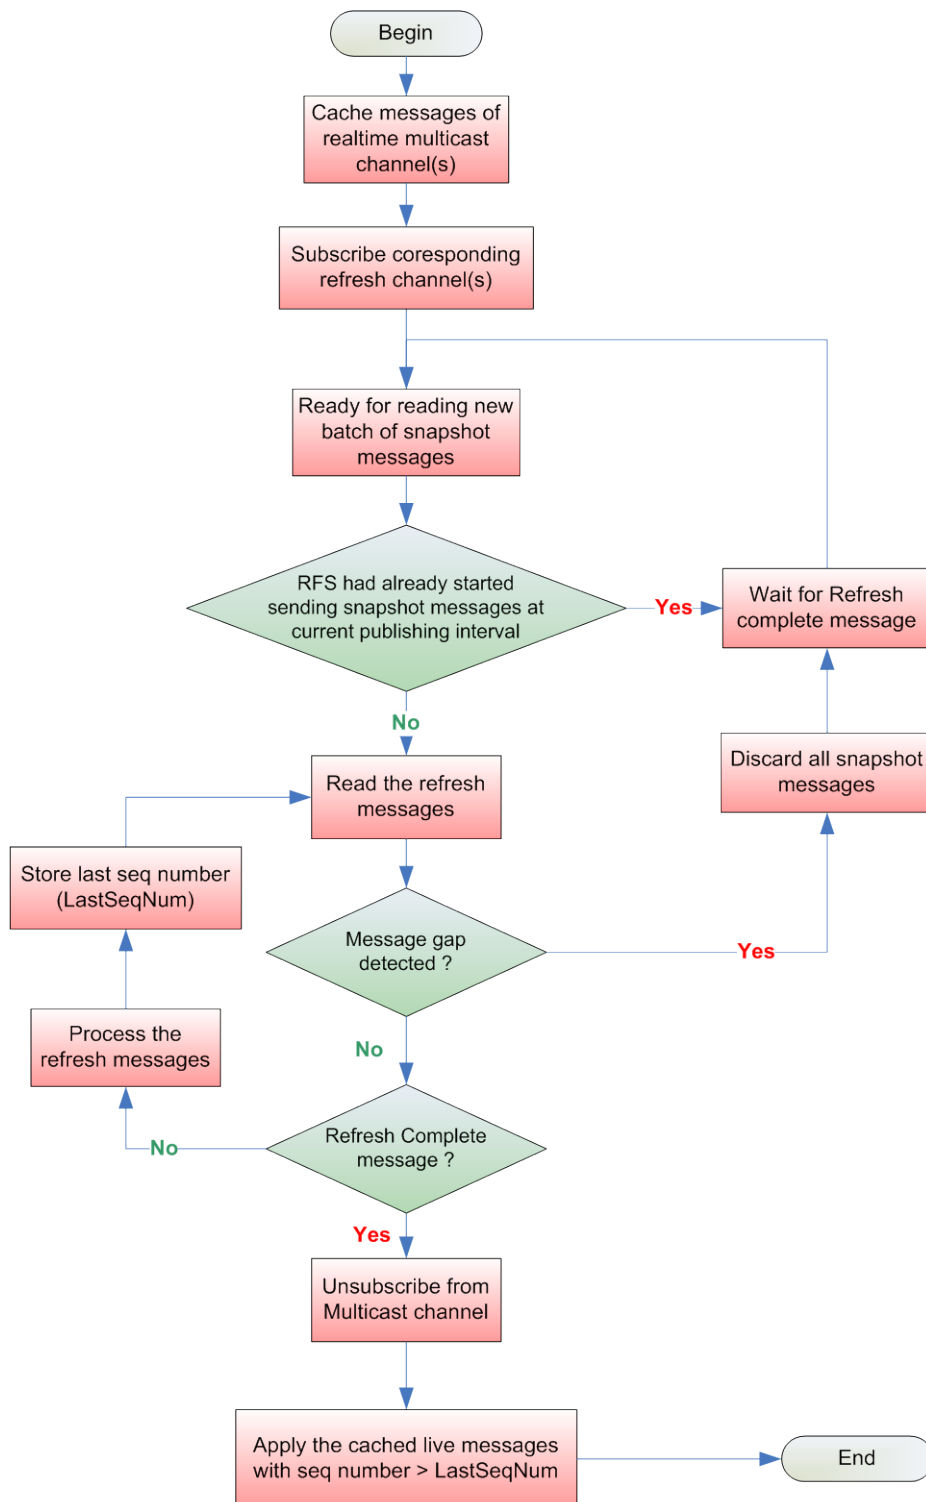 Begin
Cache messages of
realtime multicast
channel(s)
Subscribe coresponding
refresh channel(s)
Ready for reading new
batch of snapshot
messages
RFS had already started
sending snapshot messages at
current publishing interval
Yes
Wait for Refresh
complete message
No
Read the refresh
messages
Discard all snapshot
messages
Store last seq number
(LastSeqNum)
Message gap
detected ?
Yes
No
Process the
refresh messages
Refresh Complete
message ?
No
Yes
Unsubscribe from
Multicast channel
Apply the cached live messages
with seq number > LastSeqNum
End